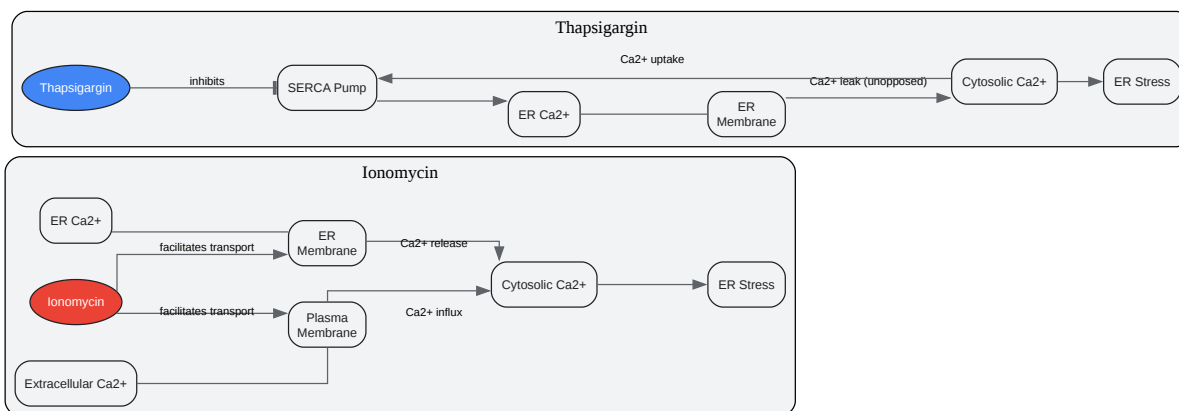 Thapsigargin
Ca2+ uptake
Thapsigargin
inhibits
SERCA Pump
Ca2+ leak (unopposed)
Cytosolic Ca2+
ER Stress
ER Ca2+
ER
Membrane
Ionomycin
ER Ca2+
facilitates transport
ER
Membrane
Ca2+ release
Ionomycin
facilitates transport
Plasma
Membrane
Ca2+ influx
Cytosolic Ca2+
ER Stress
Extracellular Ca2+